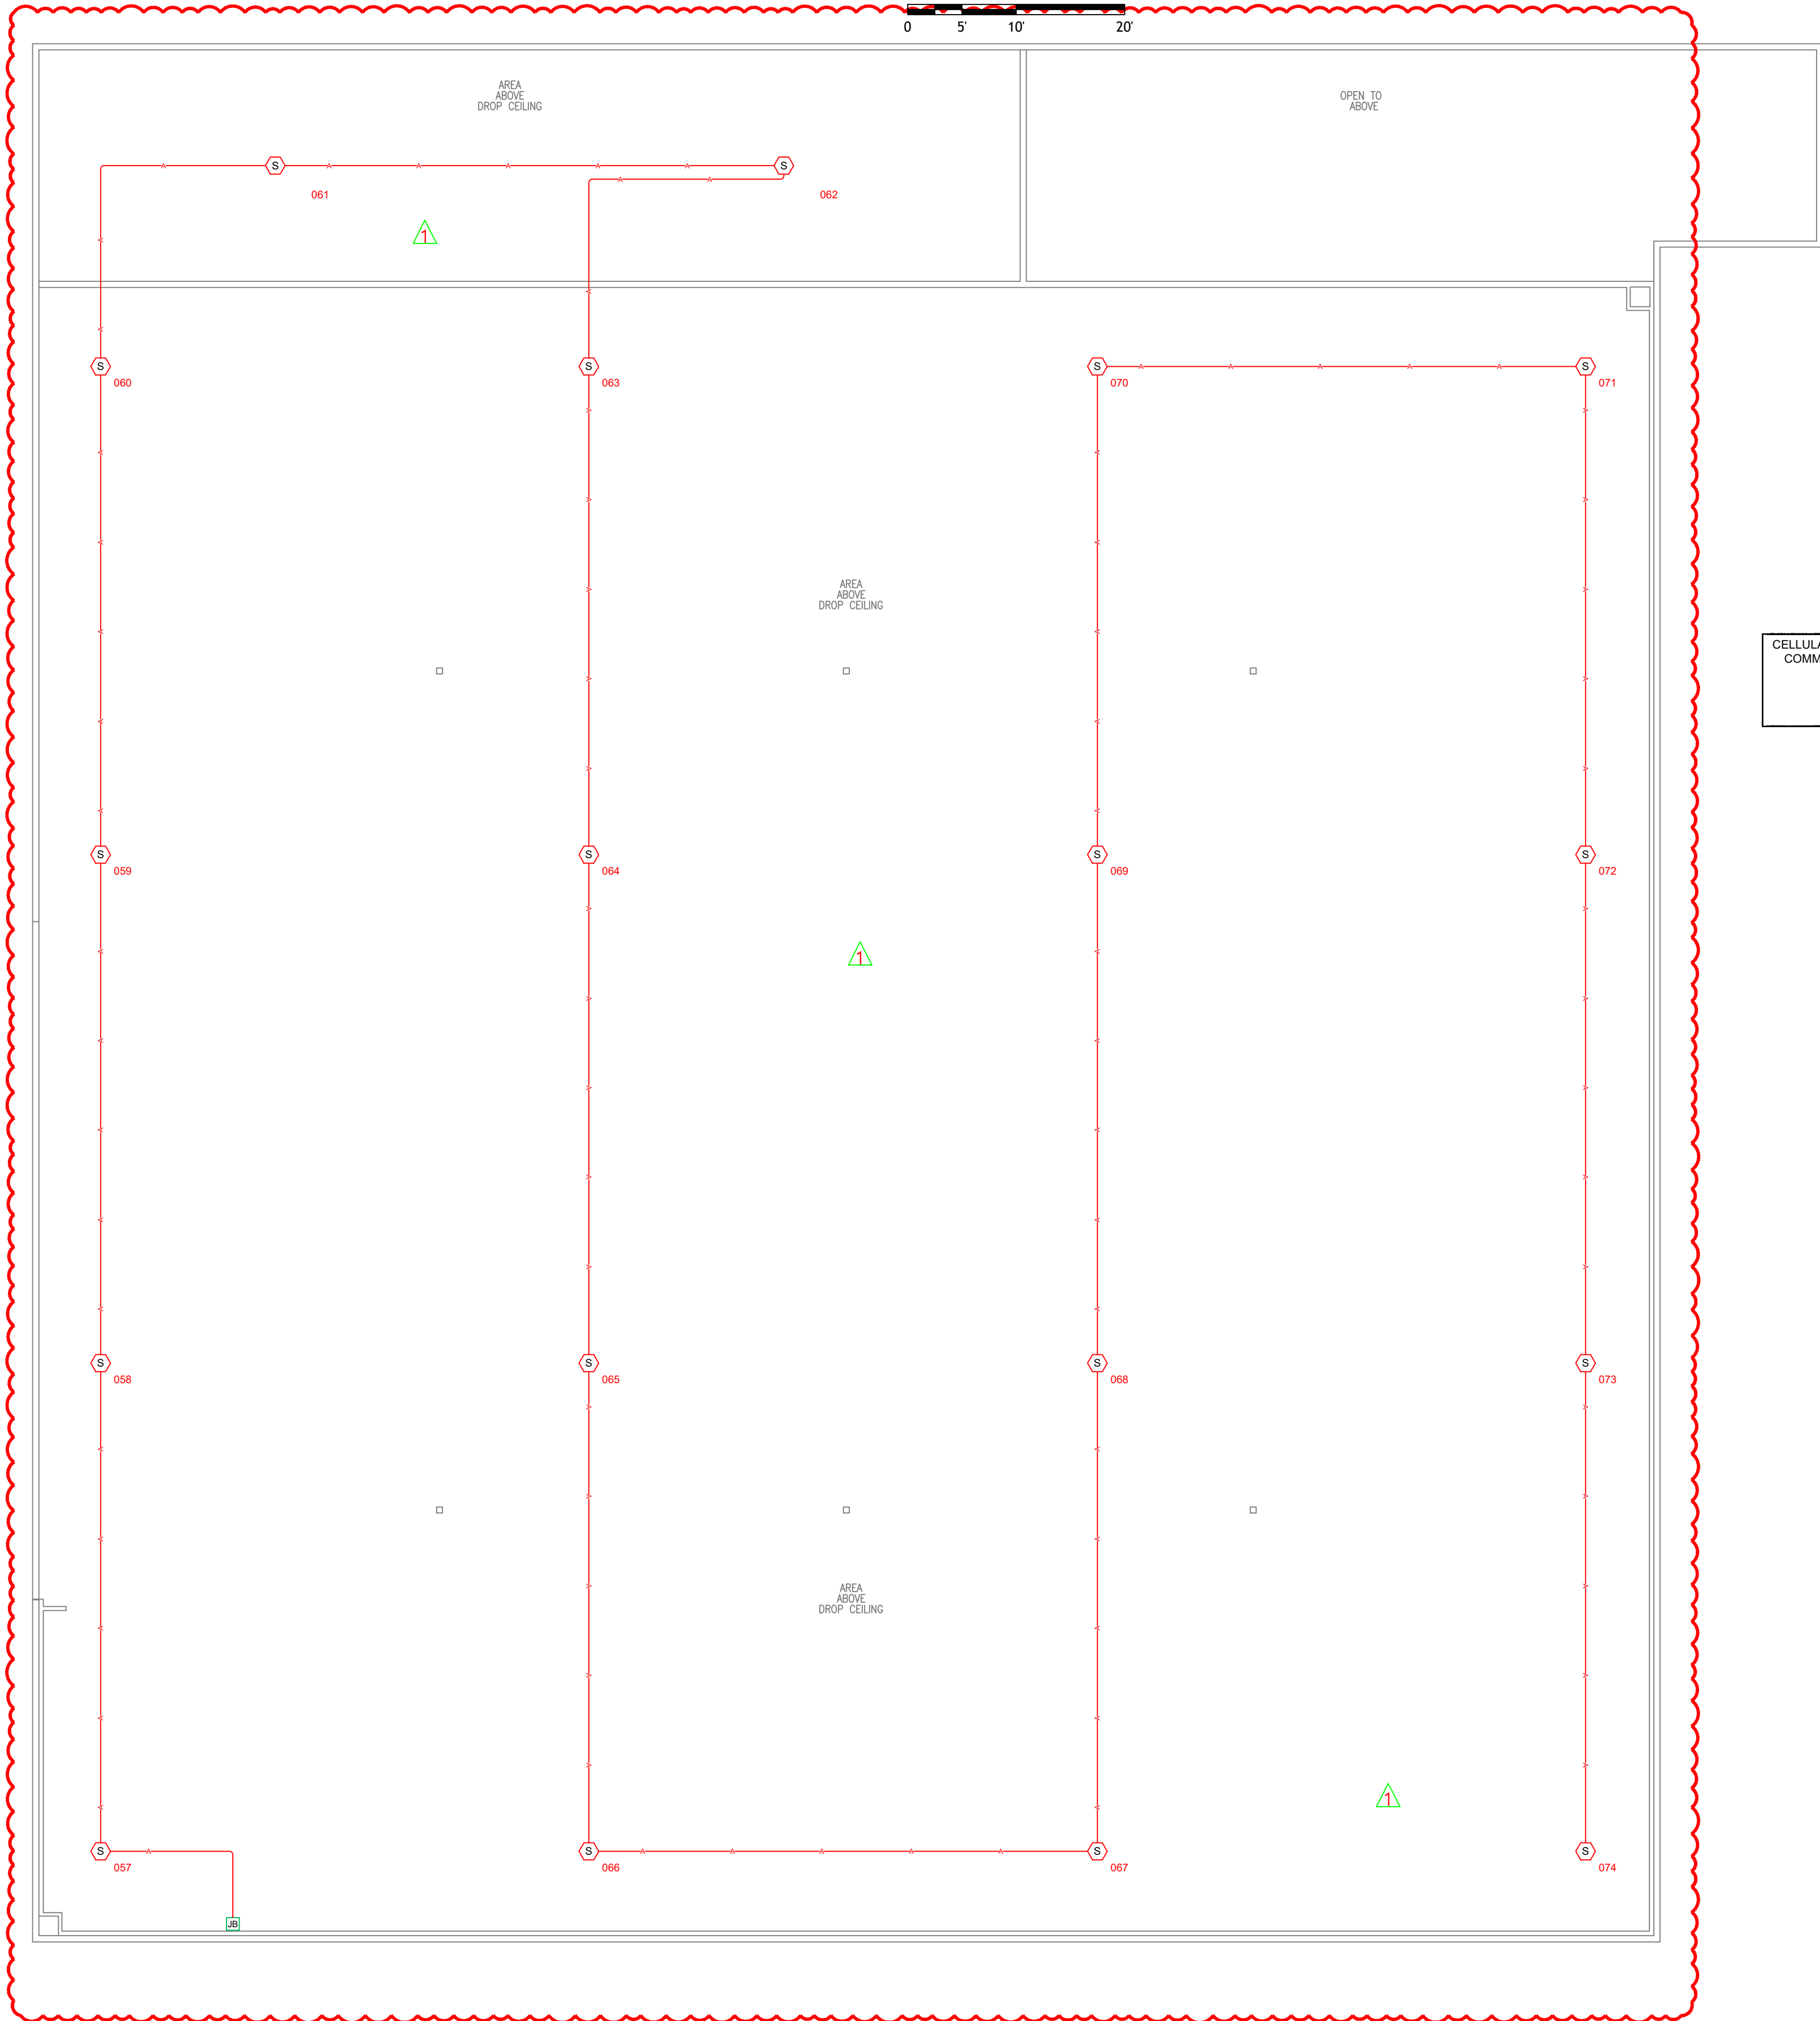 0 5' 10' 20'
AREA
ABOVE
DROP CEILING
OPEN TO
ABOVE
S
S
061
062
1
S
S
S
S
060
063
070
071
AREA
ABOVE
DROP CEILING
CELLULA
COMM
S
S
S
S
059
064
069
072
1
S
S
S
S
058
065
068
073
AREA
ABOVE
DROP CEILING
1
S
S
S
S
057
066
067
074
JB